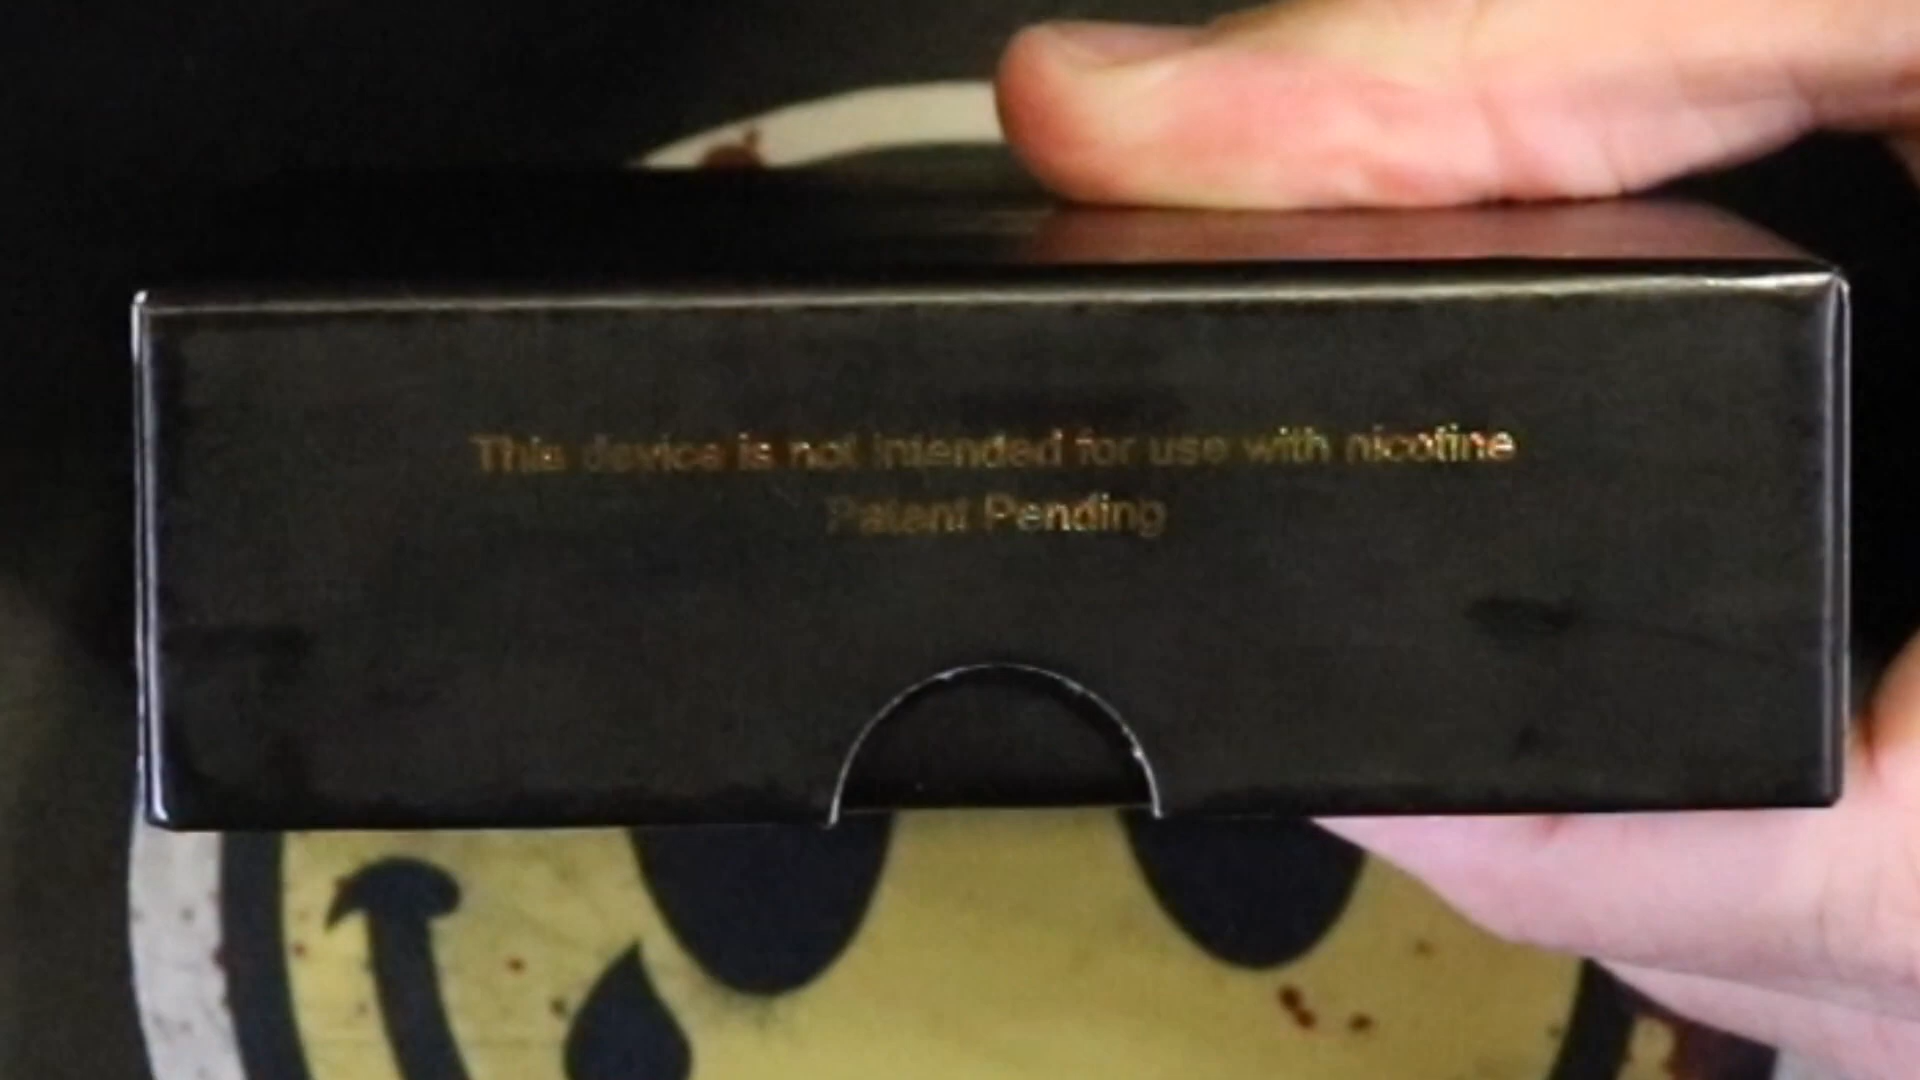 This device is not intended for use with nicotine
Patent Pending